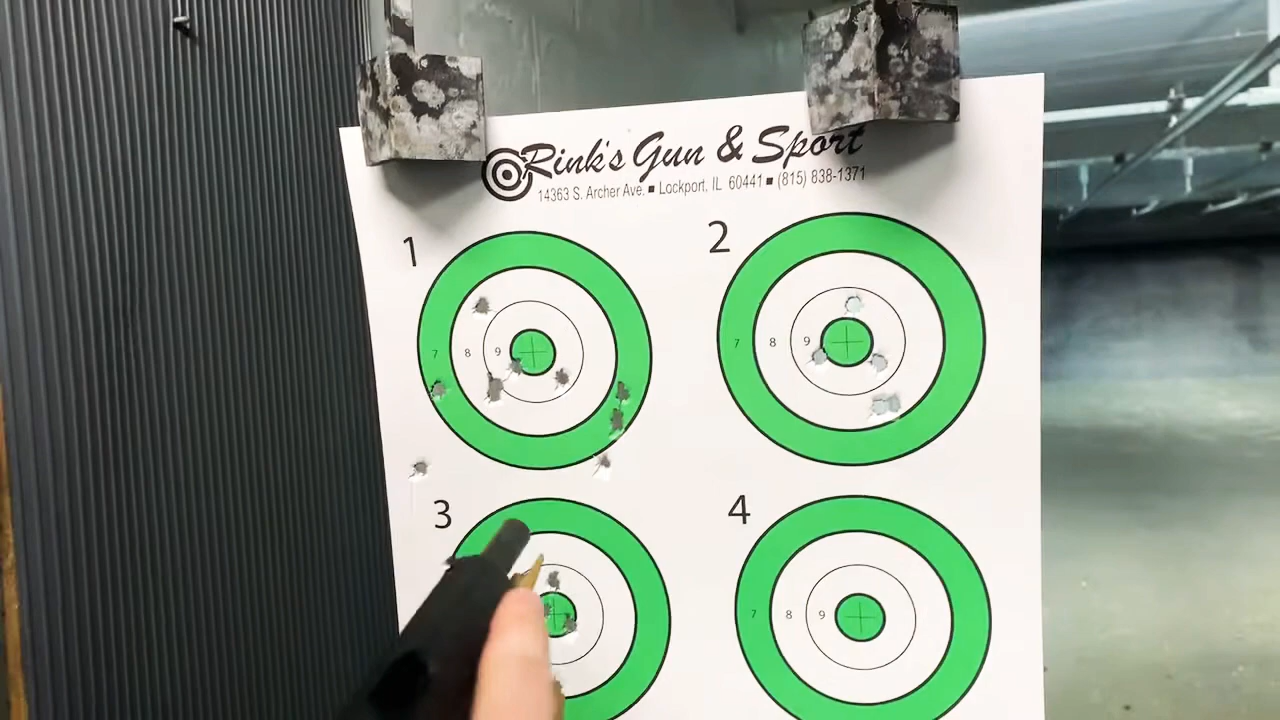 Rink's Gun & Sport
14363 S. Archer Ave. ■ Lockport, IL 60441 ■ (815) 838-1371
1
2
7 8 9
7 8 9
3
4
7 8 9